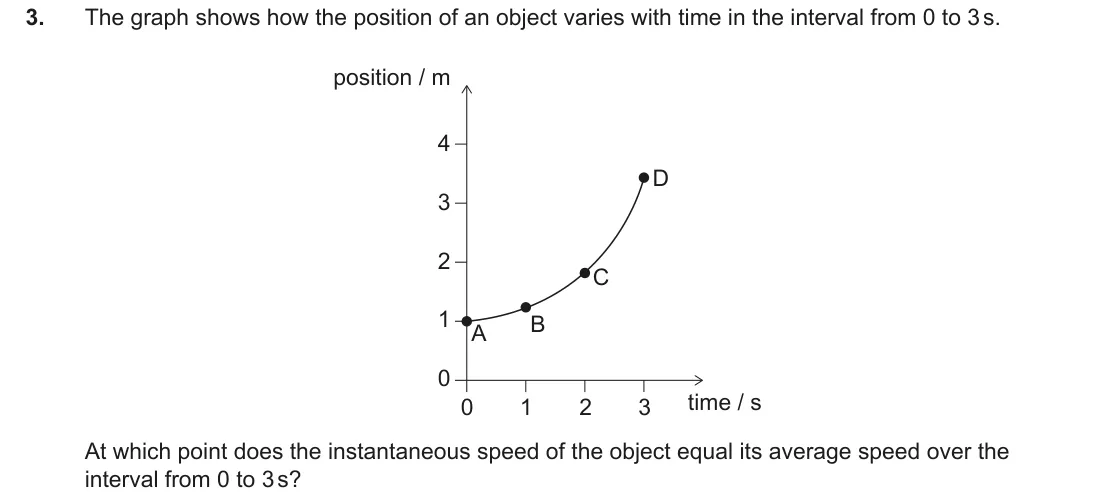 3. The graph shows how the position of an object varies with time in the interval from 0 to 3 s.
position / m
4
3
2
1
0
A
B
C
D
0 1 2 3 time / s
At which point does the instantaneous speed of the object equal its average speed over the
interval from 0 to 3 s?